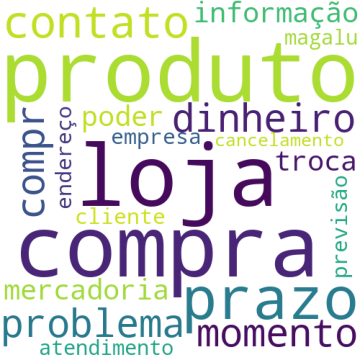 contato informação
magalu
produto
compr endereço poder dinheiro
empresa cancelamento
loja troca
previsão
cliente
compra
mercadoria prazo
problema momento
atendimento